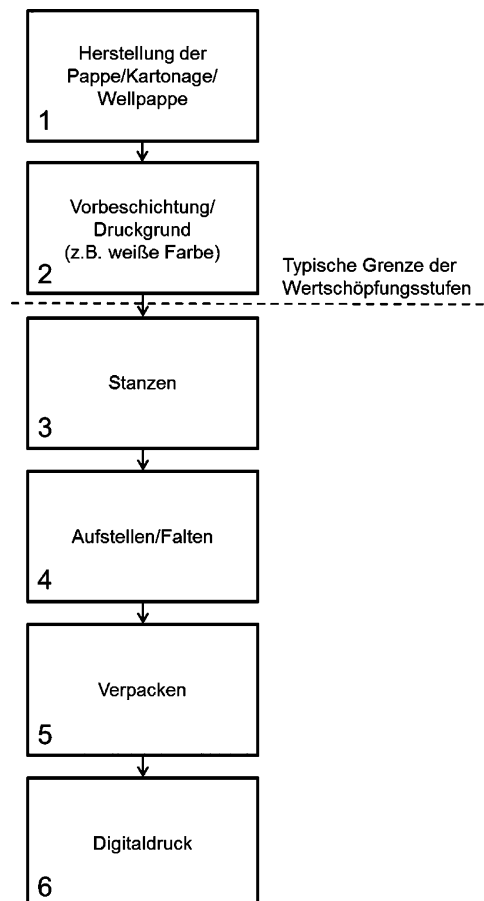 Herstellung der
Pappe/Kartonage/
Wellpappe
1
Vorbeschichtung/
Druckgrund
(z.B. weiße Farbe)
2
Typische Grenze der
Wertschöpfungsstufen
Stanzen
3
Aufstellen/Falten
4
Verpacken
5
Digitaldruck
6